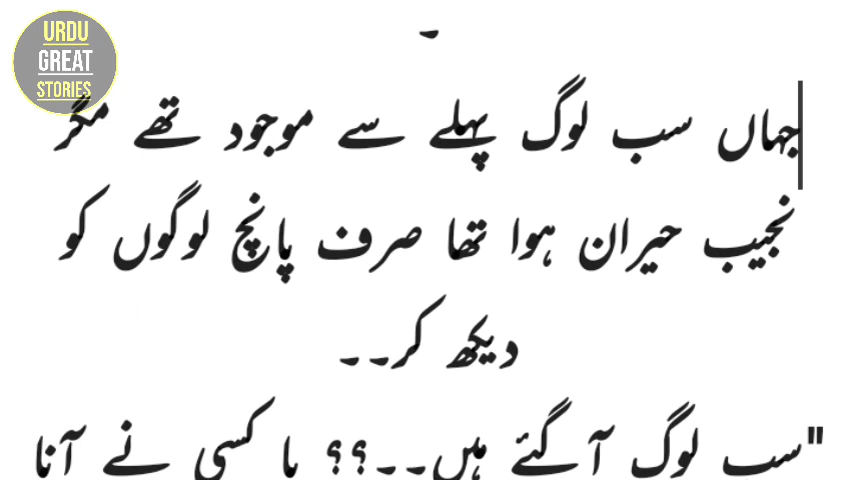 URDU
GREAT
STORIES
۔
جہاں سب لوگ پہلے سے موجود تھے مگر
نجیب حیران ہوا تھا صرف پانچ لوگوں کو
دیکھ کر۔۔
"سب لوگ آ گئے ہیں۔۔؟؟ یا کسی نے آنا